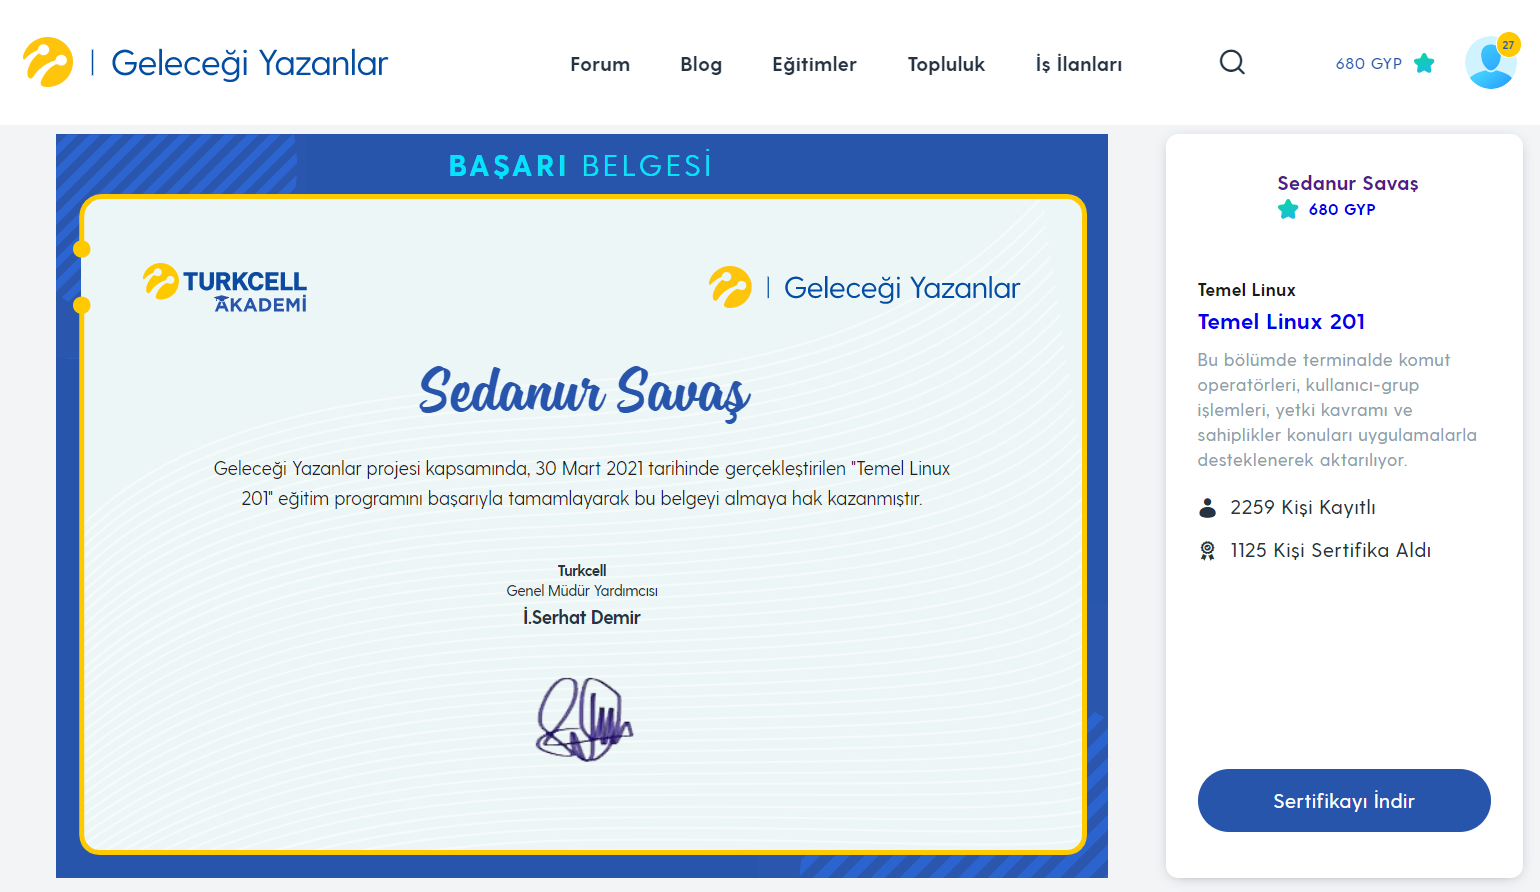 Geleceği Yazanlar
Forum
Blog
Eğitimler
Topluluk
İş İlanları
680 GYP
27
BAŞARI BELGESİ
TURKCELL
AKADEMİ
Geleceği Yazanlar
Sedanur Savaş
Geleceği Yazanlar projesi kapsamında, 30 Mart 2021 tarihinde gerçekleştirilen "Temel Linux
201" eğitim programını başarıyla tamamlayarak bu belgeyi almaya hak kazanmıştır.
Turkcell
Genel Müdür Yardımcısı
İ.Serhat Demir
Sedanur Savaş
680 GYP
Temel Linux
Temel Linux 201
Bu bölümde terminalde komut
operatörleri, kullanıcı-grup
işlemleri, yetki kavramı ve
sahiplikler konuları uygulamalarla
desteklenerek aktarılıyor.
2259 Kişi Kayıtlı
1125 Kişi Sertifika Aldı
Sertifikayı İndir